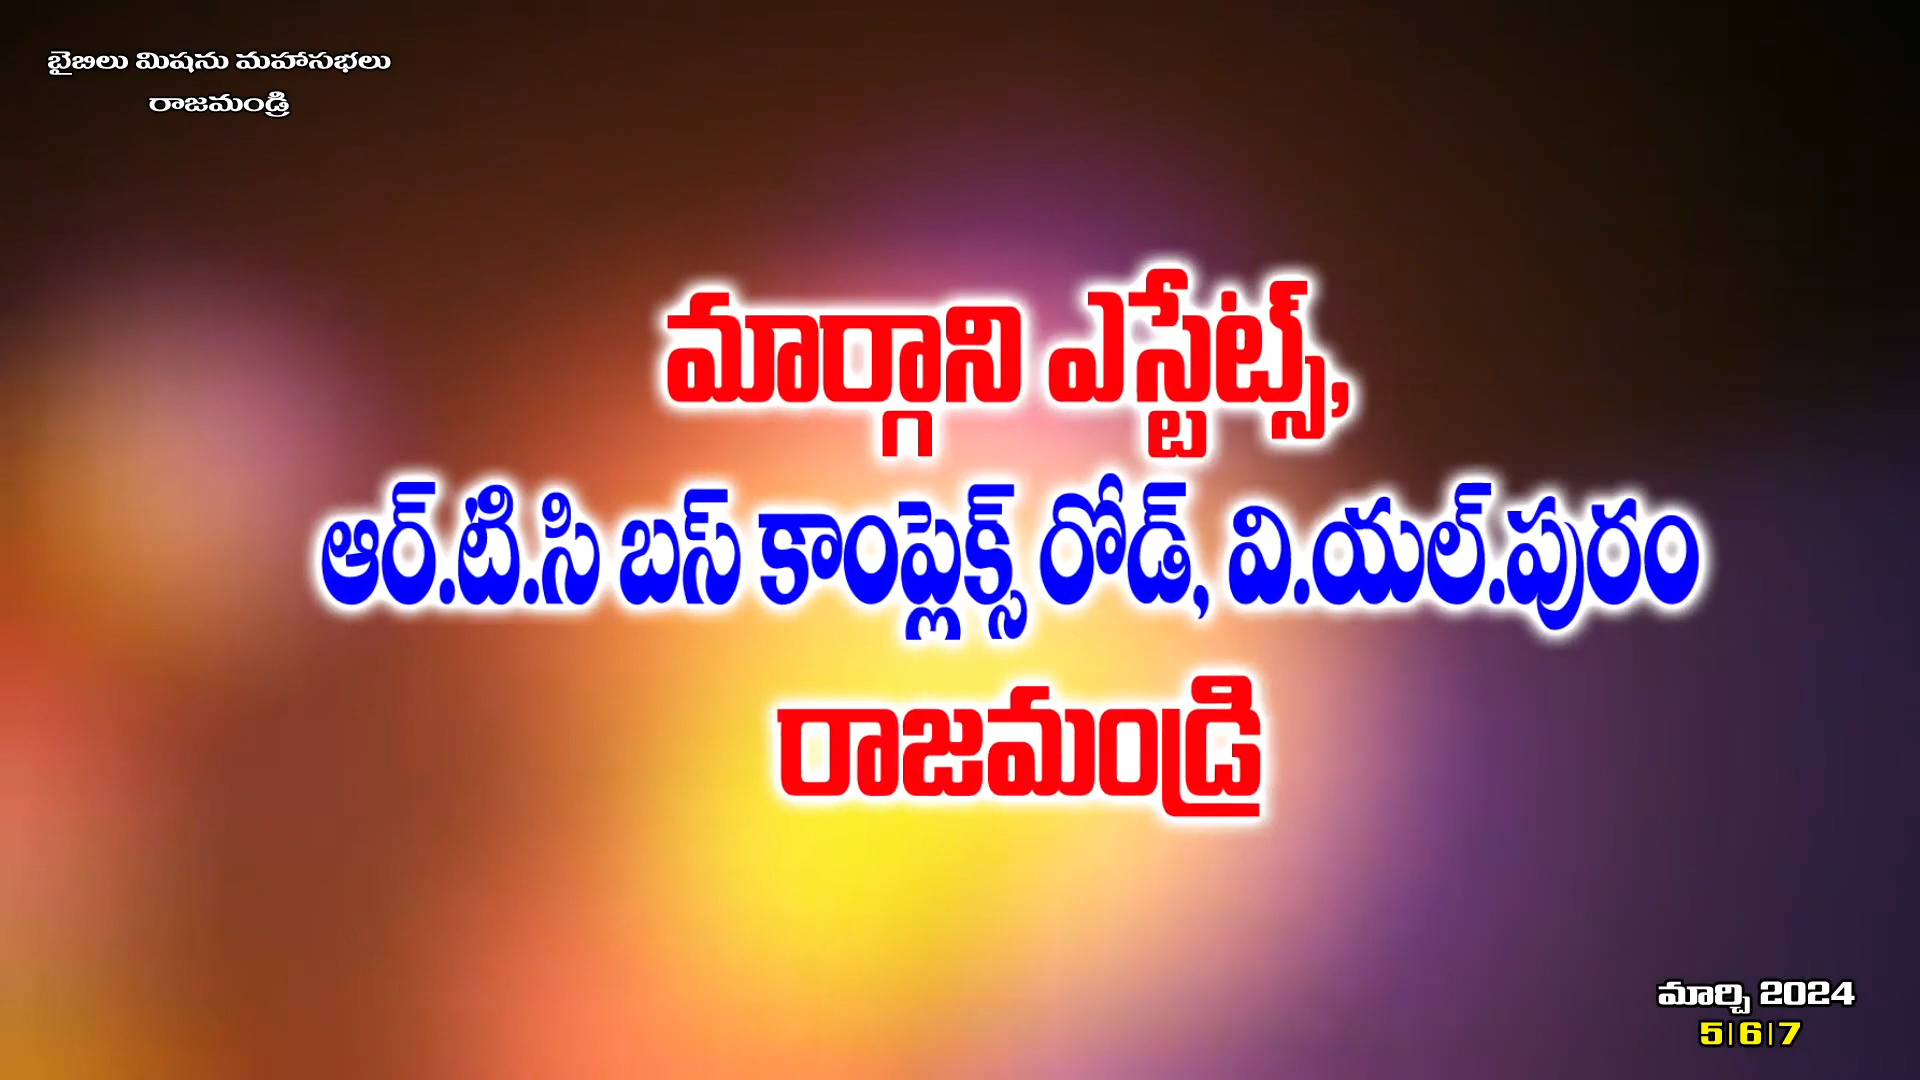 బైబిలు మిషను మహాసభలు
రాజమండ్రి
మార్గాని ఎస్టేట్స్,
ఆర్.టి.సి బస్ కాంప్లెక్స్ రోడ్, వి.యల్.పురం
రాజమండ్రి
మార్చి 2024
5|6|7